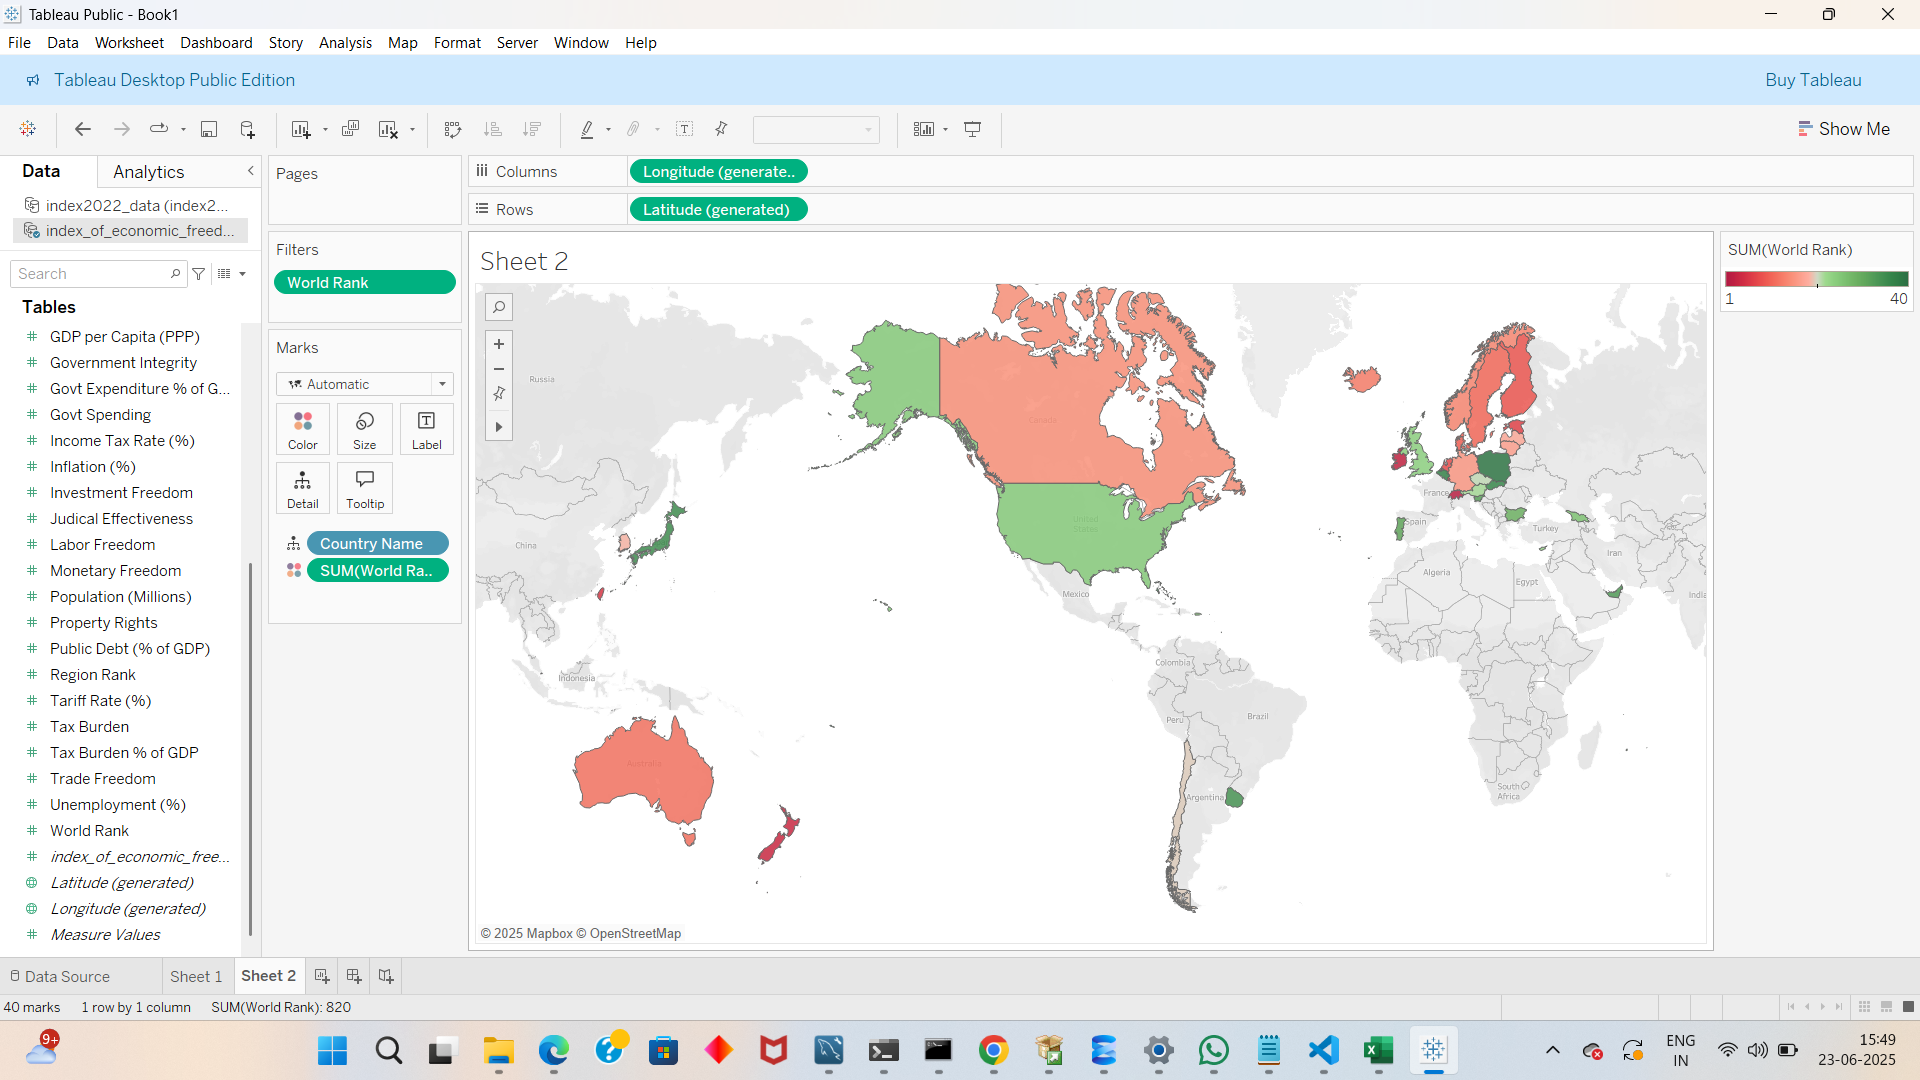 Tableau Public - Book1
File Data Worksheet Dashboard Story Analysis Map Format Server Window Help
Tableau Desktop Public Edition
Buy Tableau
Show Me
Data
Analytics
index2022_data (index2...
index_of_economic_freed...
Search
Tables
GDP per Capita (PPP)
Government Integrity
Govt Expenditure % of G...
Govt Spending
Income Tax Rate (%)
Inflation (%)
Investment Freedom
Judical Effectiveness
Labor Freedom
Monetary Freedom
Population (Millions)
Property Rights
Public Debt (% of GDP)
Region Rank
Tariff Rate (%)
Tax Burden
Tax Burden % of GDP
Trade Freedom
Unemployment (%)
World Rank
index_of_economic_free...
Latitude (generated)
Longitude (generated)
Measure Values
Pages
Filters
World Rank
Marks
Automatic
Color
Size
Label
Detail
Tooltip
Country Name
SUM(World Ra..
Columns
Longitude (generate..
Rows
Latitude (generated)
Sheet 2
Russia
Canada
China
United
States
Mexico
France
Spain
Turkey
Iran
Algeria
Egypt
India
Indonesia
Colombia
Peru
Brazil
Australia
Argentina
South
Africa
© 2025 Mapbox © OpenStreetMap
SUM(World Rank)
1
40
Data Source
Sheet 1
Sheet 2
40 marks
1 row by 1 column
SUM(World Rank): 820
9+
ENG
IN
15:49
23-06-2025